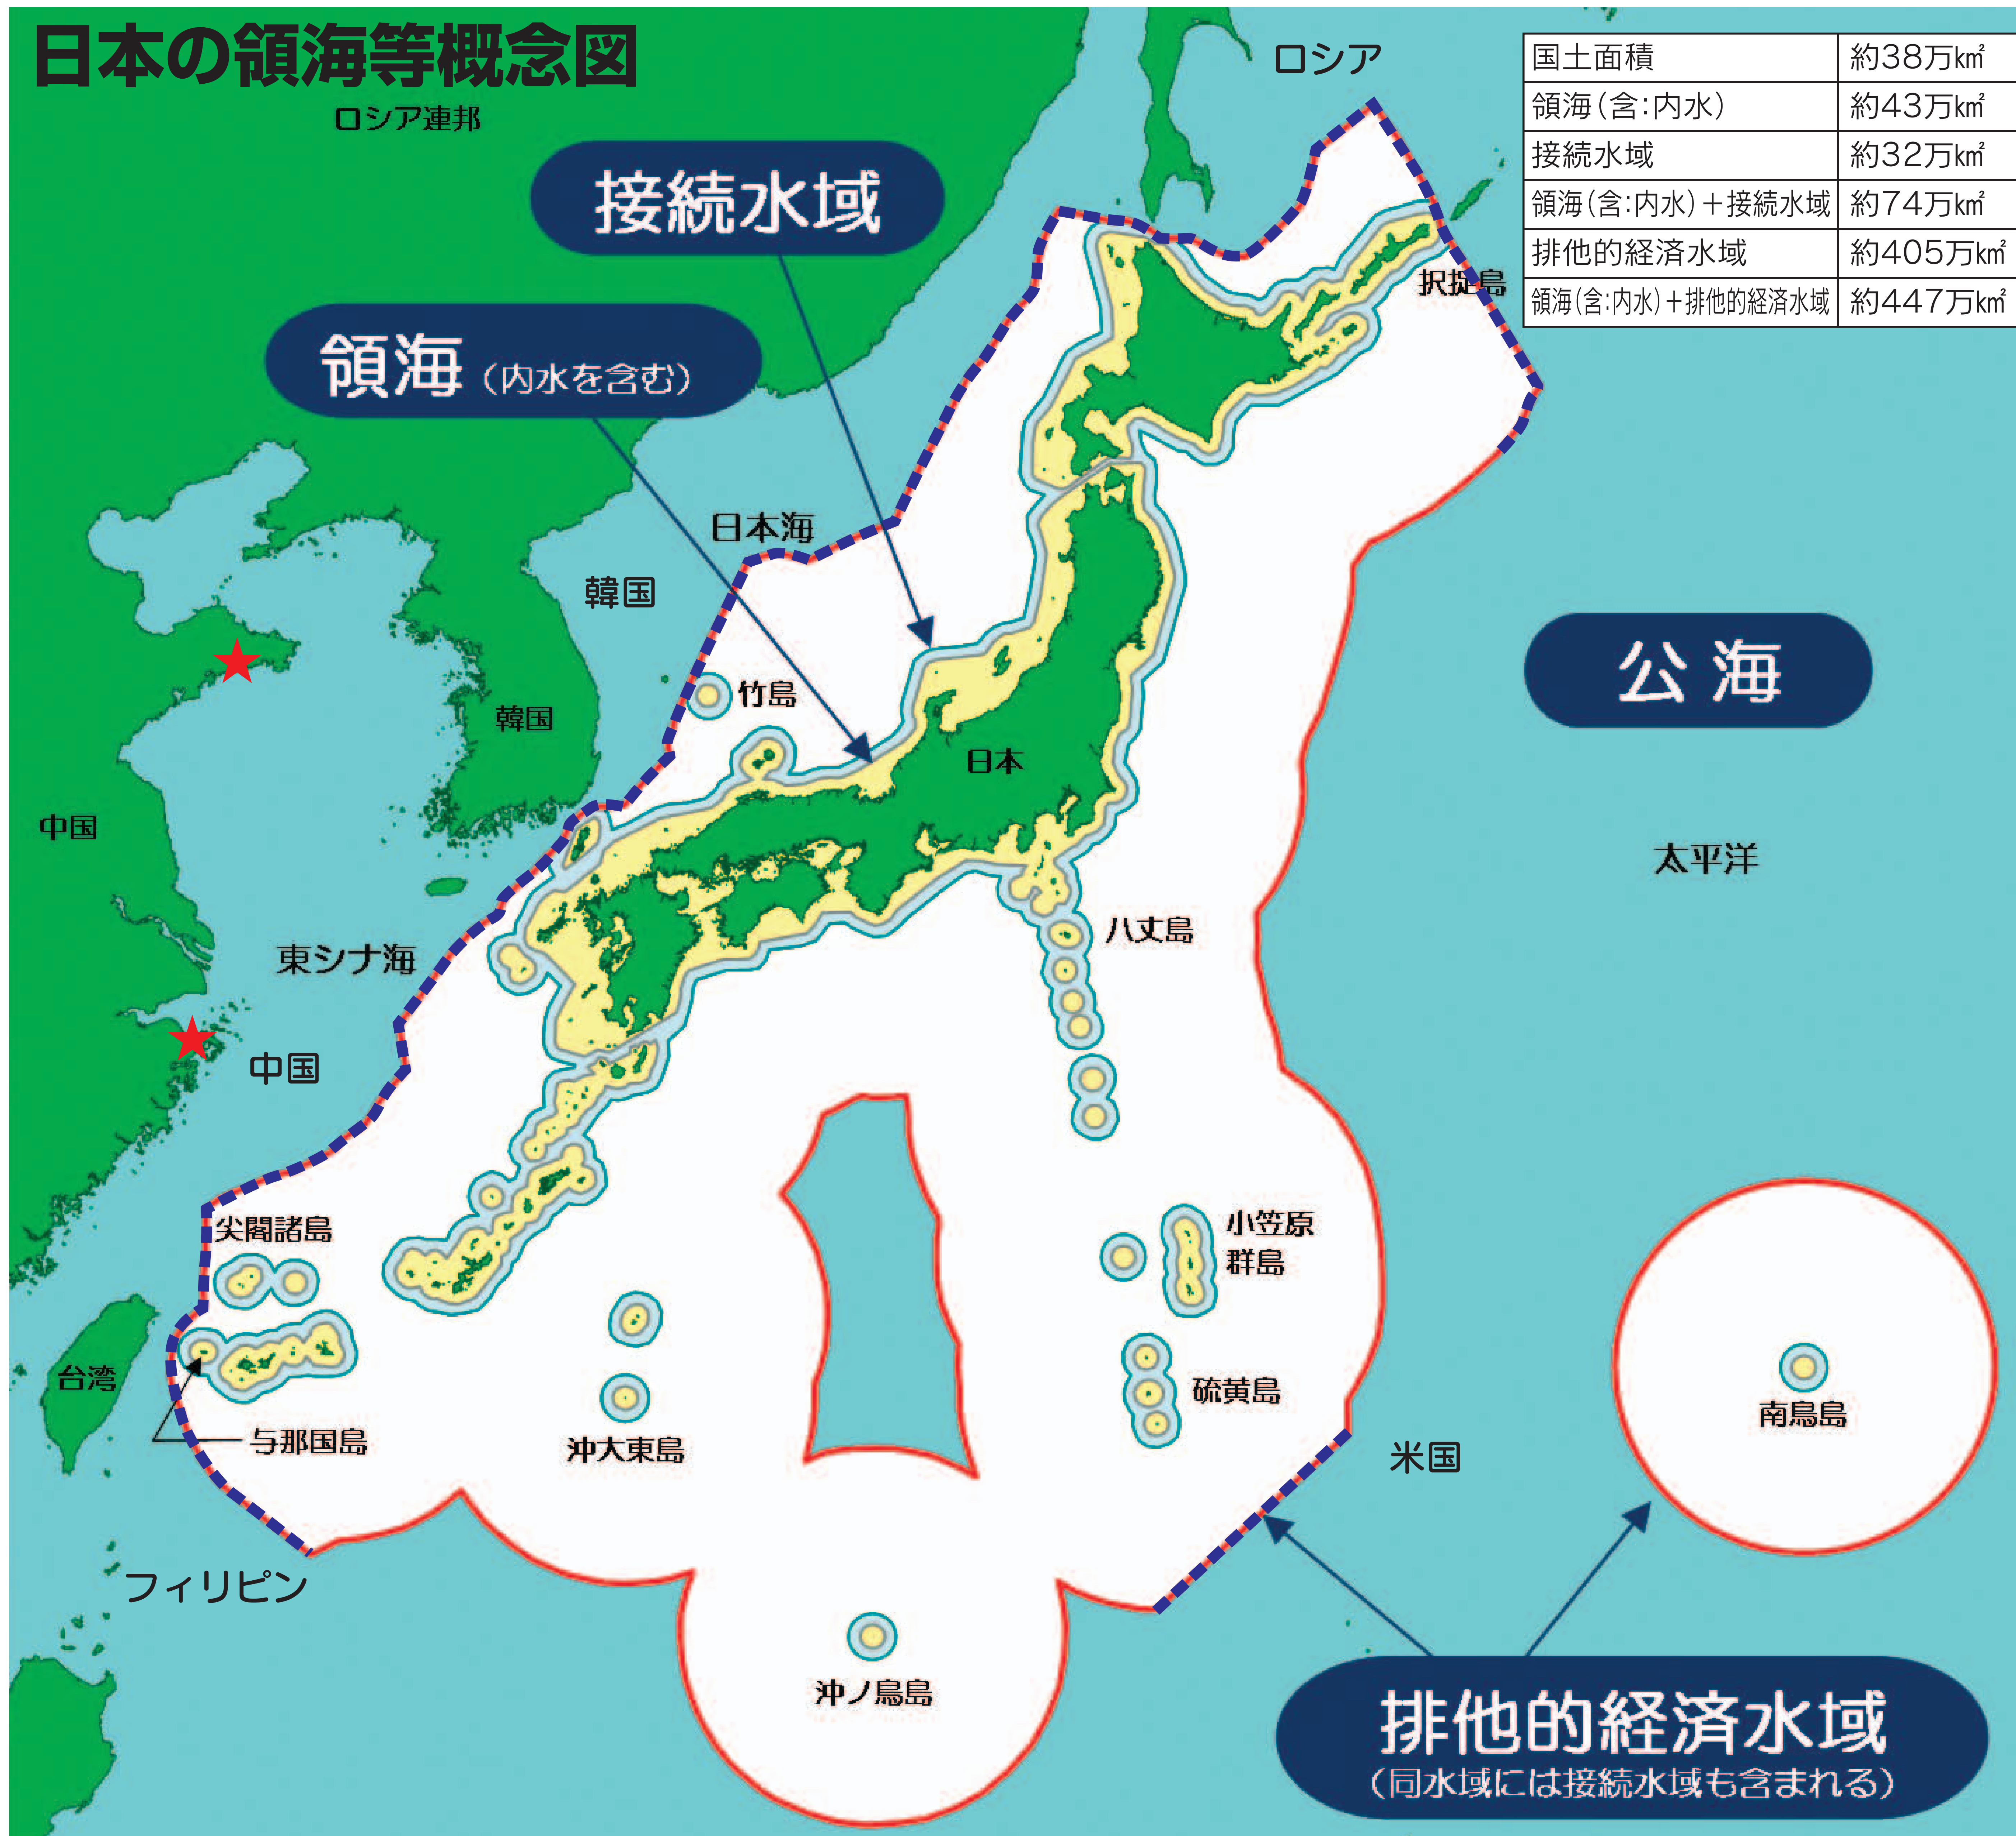 日本の領海等概念図
ロシア連邦
ロシア
国土面積 約38万㎢
領海(含:内水) 約43万㎢
接続水域 約32万㎢
領海(含:内水)+接続水域 約74万㎢
排他的経済水域 約405万㎢
領海(含:内水)+排他的経済水域 約447万㎢
接続水域
択捉島
領海(内水を含む)
日本海
韓国
竹島
公海
韓国
日本
中国
太平洋
八丈島
東シナ海
中国
尖閣諸島
小笠原
群島
台湾
硫黄島
南鳥島
与那国島
沖大東島
米国
フィリピン
沖ノ鳥島
排他的経済水域
(同水域には接続水域も含まれる)